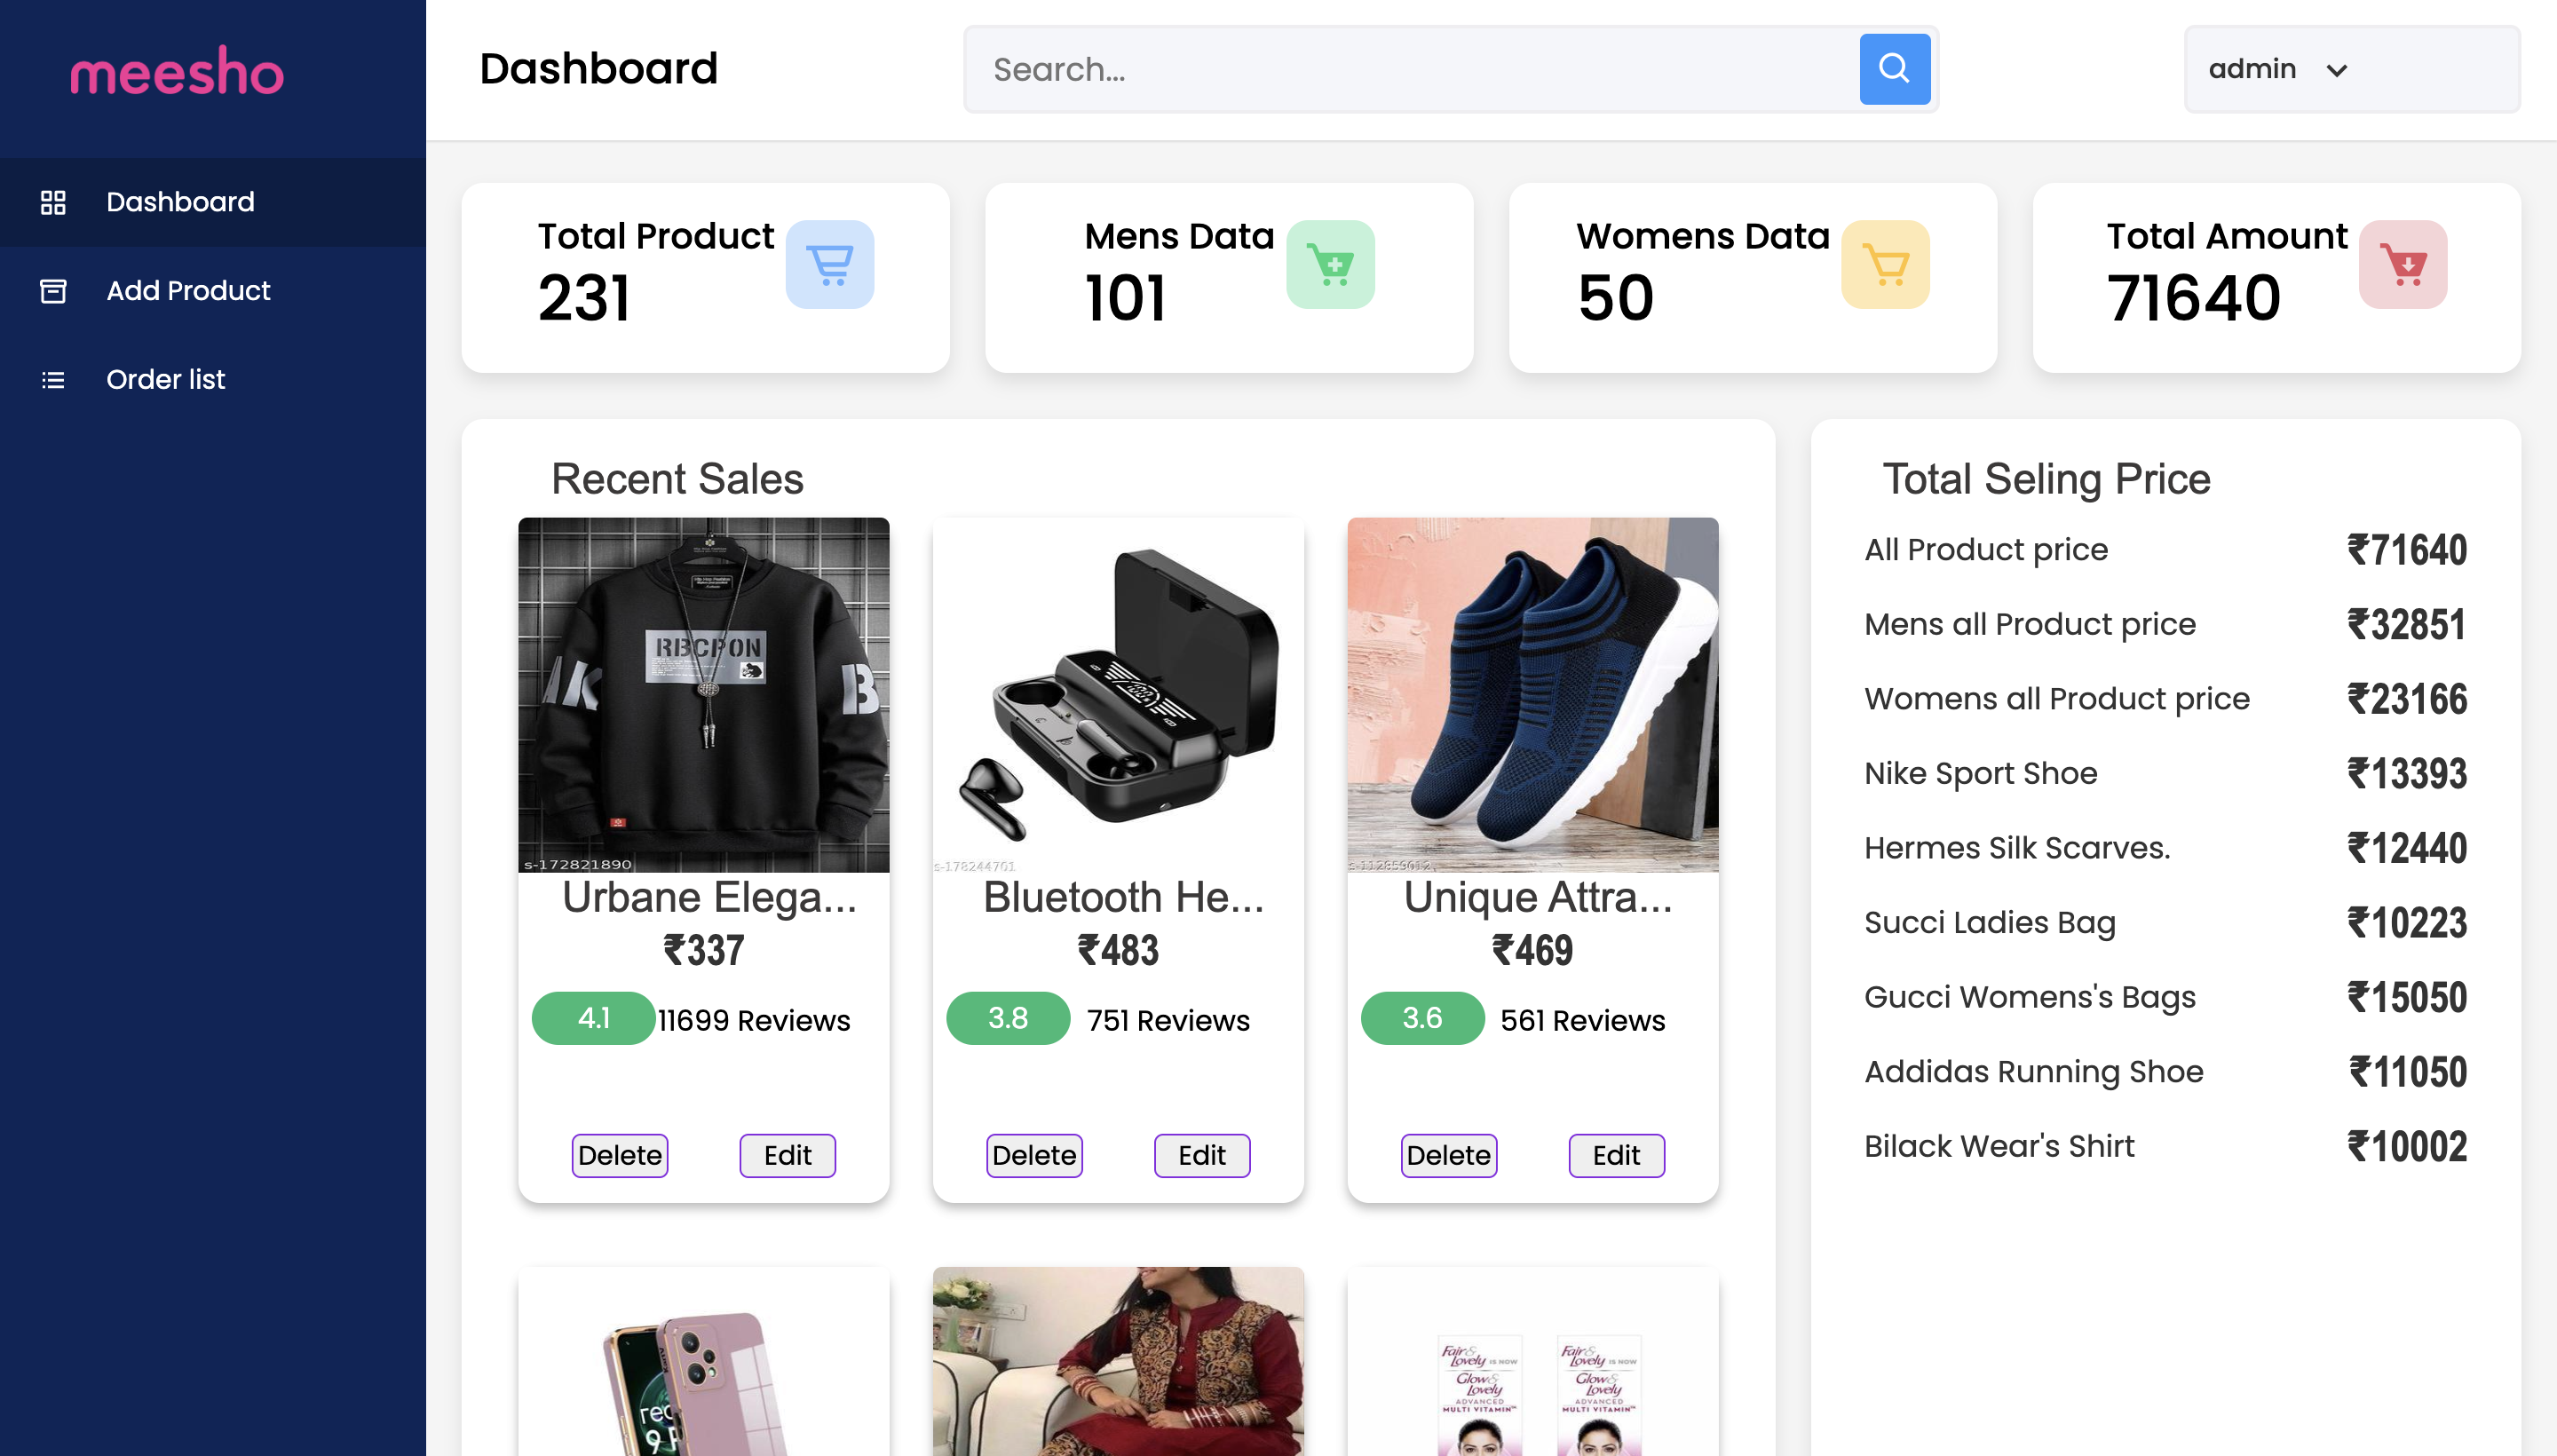 meesho
Dashboard
Search...
admin
Dashboard
Add Product
Order list
Total Product
231
Mens Data
101
Womens Data
50
Total Amount
71640
Recent Sales
RBCPON
AK
B
s-172821890
Urbane Elega...
₹337
4.1 11699 Reviews
Delete Edit
100
s-178244701
Bluetooth He...
₹483
3.8 751 Reviews
Delete Edit
s-112859012
Unique Attra...
₹469
3.6 561 Reviews
Delete Edit
Fair & Lovely IS NOW
Glow & Lovely
ADVANCED
MULTI VITAMIN™
Fair & Lovely IS NOW
Glow & Lovely
ADVANCED
MULTI VITAMIN™
Total Seling Price
All Product price ₹71640
Mens all Product price ₹32851
Womens all Product price ₹23166
Nike Sport Shoe ₹13393
Hermes Silk Scarves. ₹12440
Succi Ladies Bag ₹10223
Gucci Womens's Bags ₹15050
Addidas Running Shoe ₹11050
Bilack Wear's Shirt ₹10002